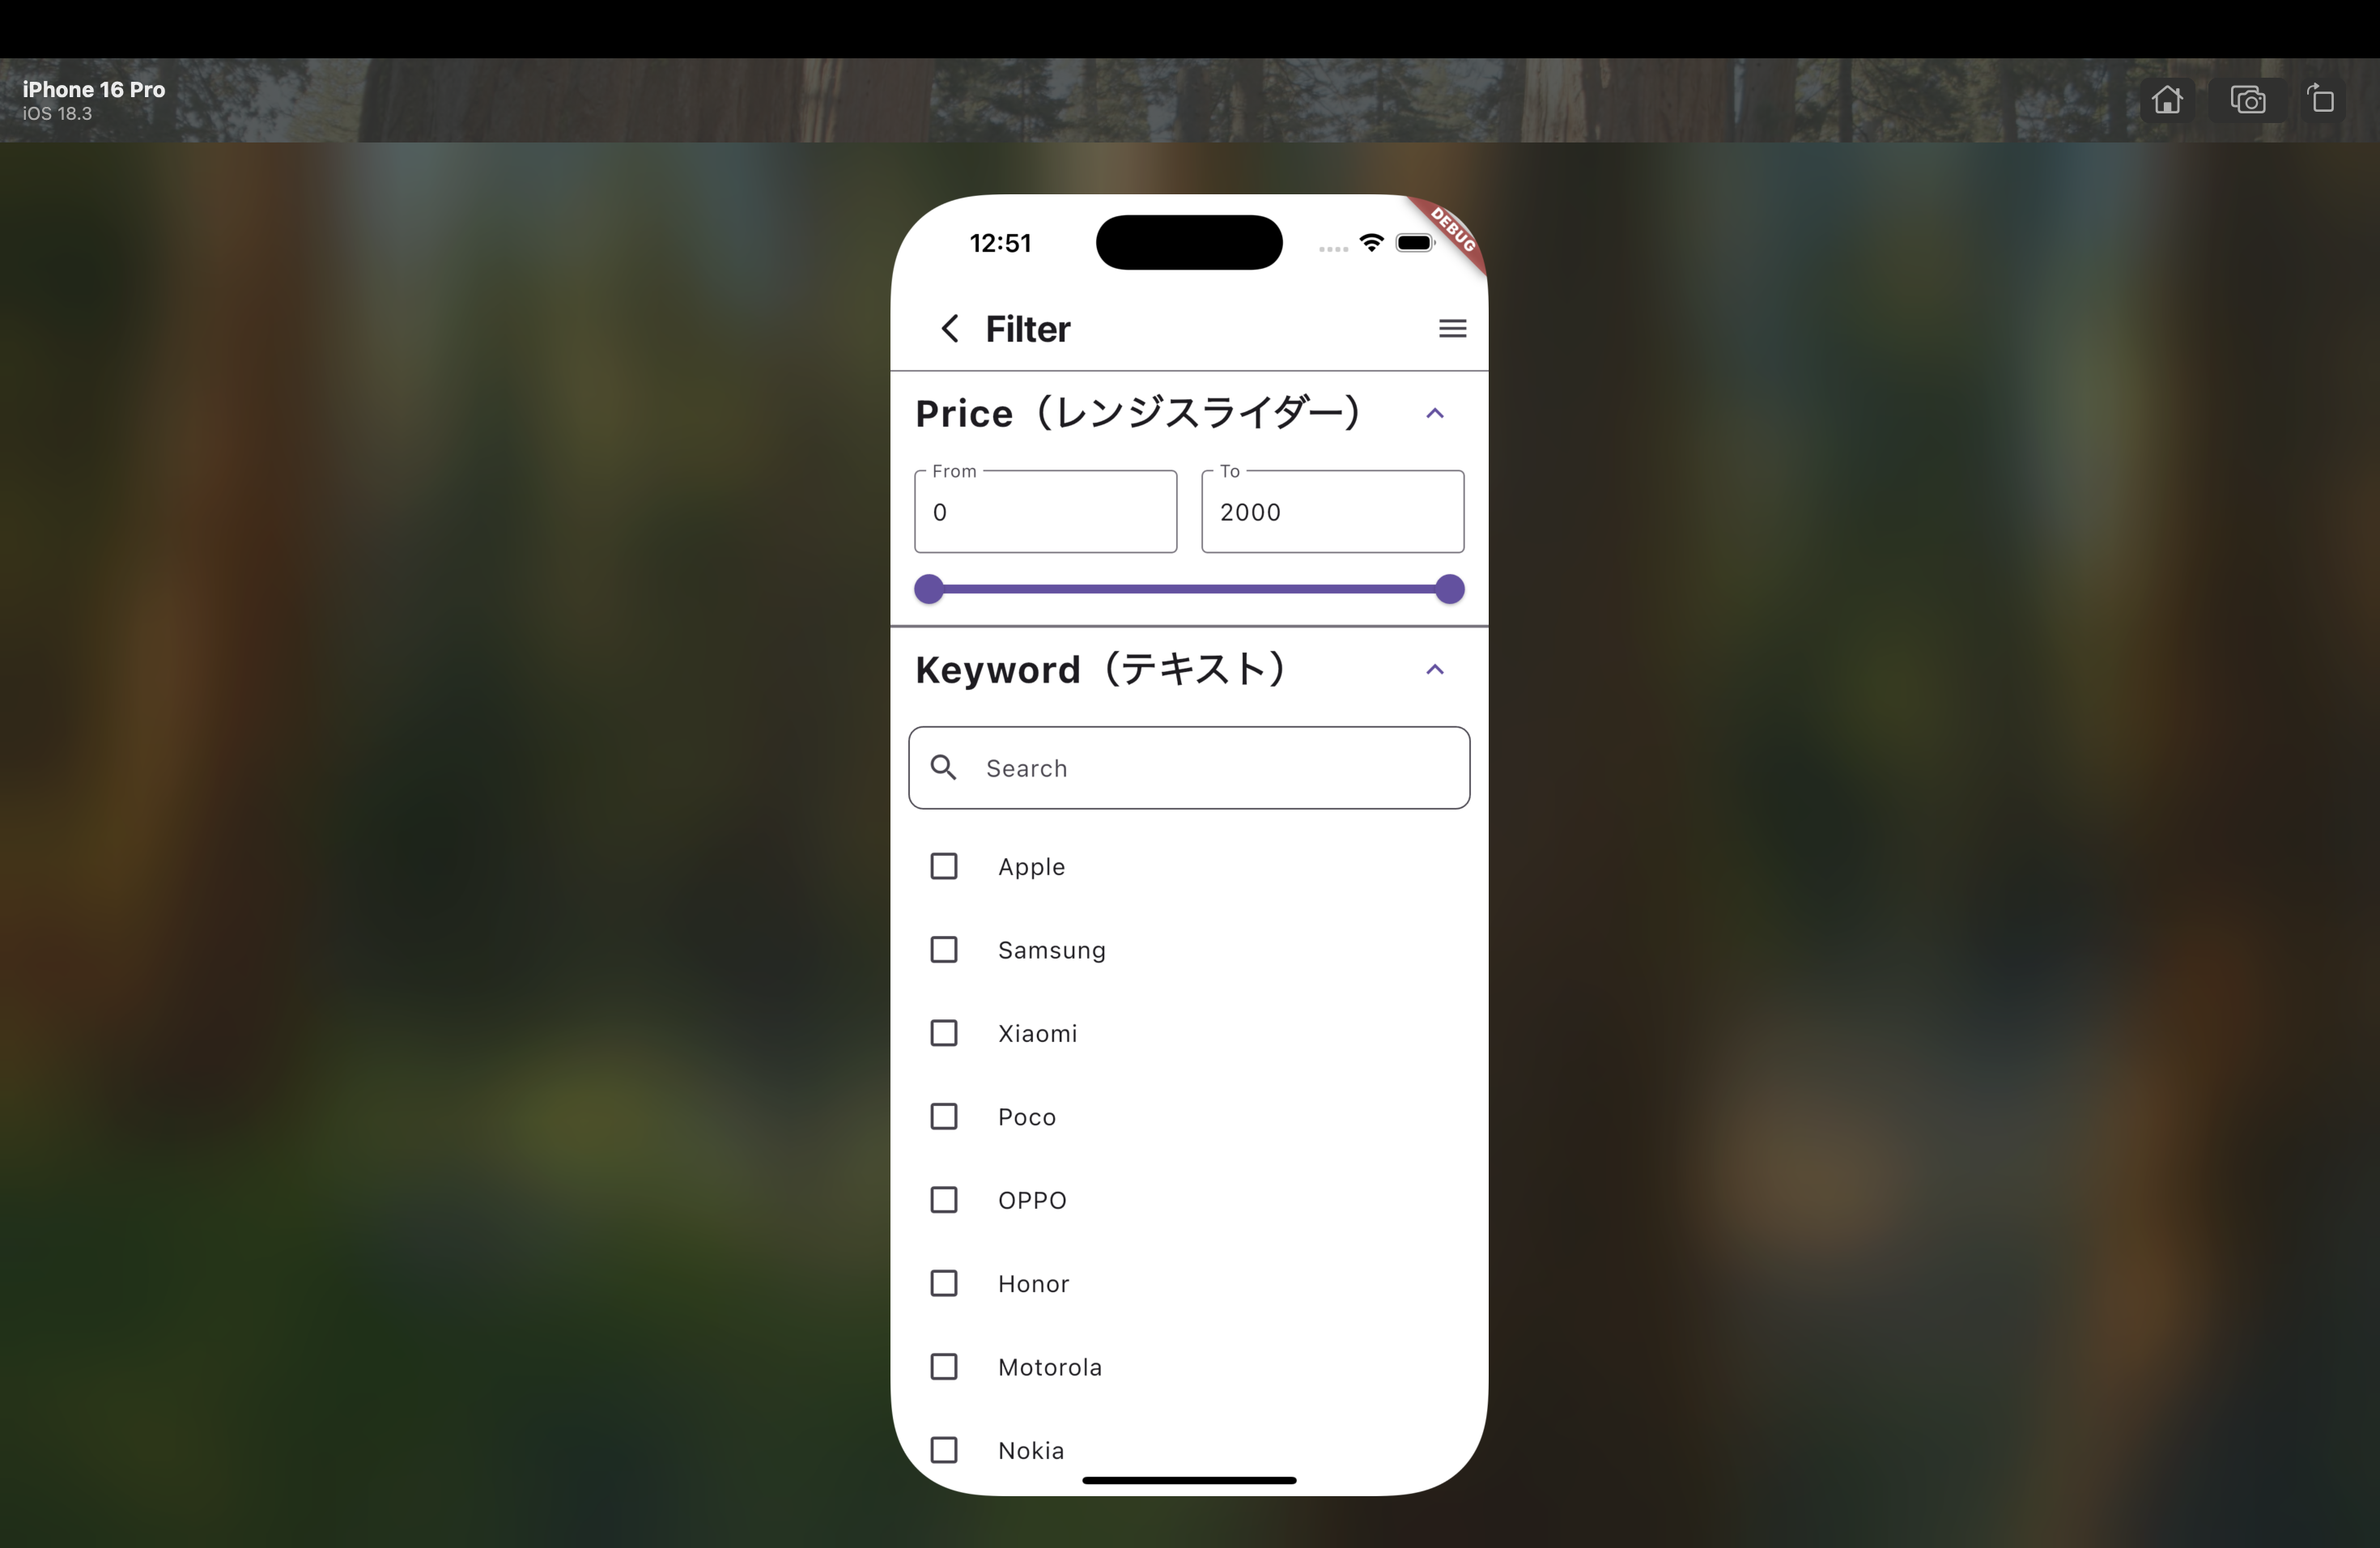 iPhone 16 Pro
iOS 18.3
12:51
DEBUG
Filter
Price（レンジスライダー）
From
To
0
2000
Keyword（テキスト）
Search
Apple
Samsung
Xiaomi
Poco
OPPO
Honor
Motorola
Nokia